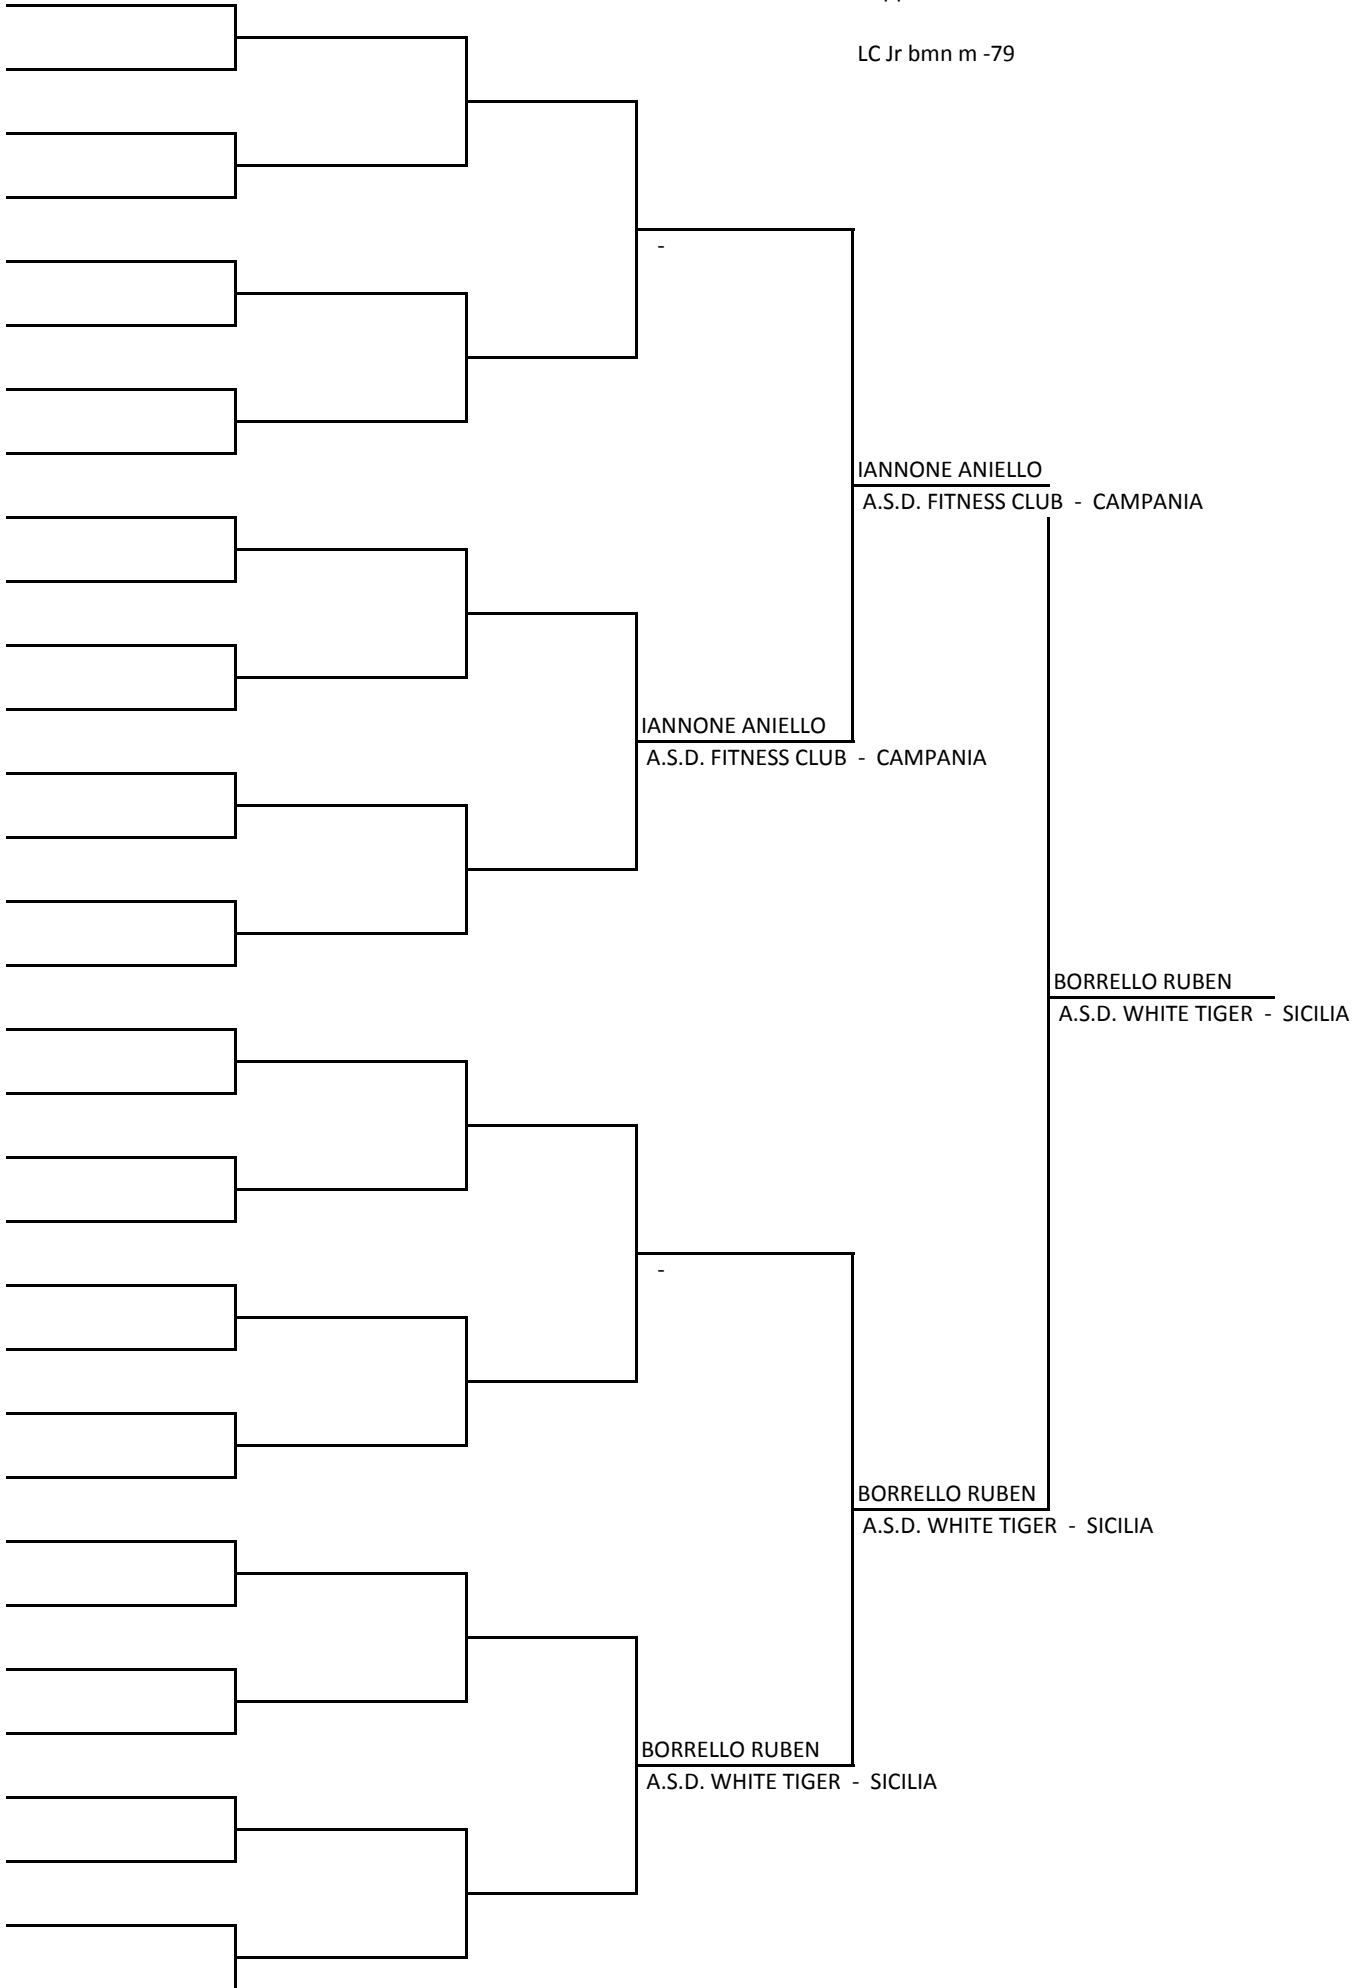 LC Jr bmn m -79
-
IANNONE ANIELLO
A.S.D. FITNESS CLUB - CAMPANIA
IANNONE ANIELLO
A.S.D. FITNESS CLUB - CAMPANIA
BORRELLO RUBEN
A.S.D. WHITE TIGER - SICILIA
-
BORRELLO RUBEN
A.S.D. WHITE TIGER - SICILIA
BORRELLO RUBEN
A.S.D. WHITE TIGER - SICILIA